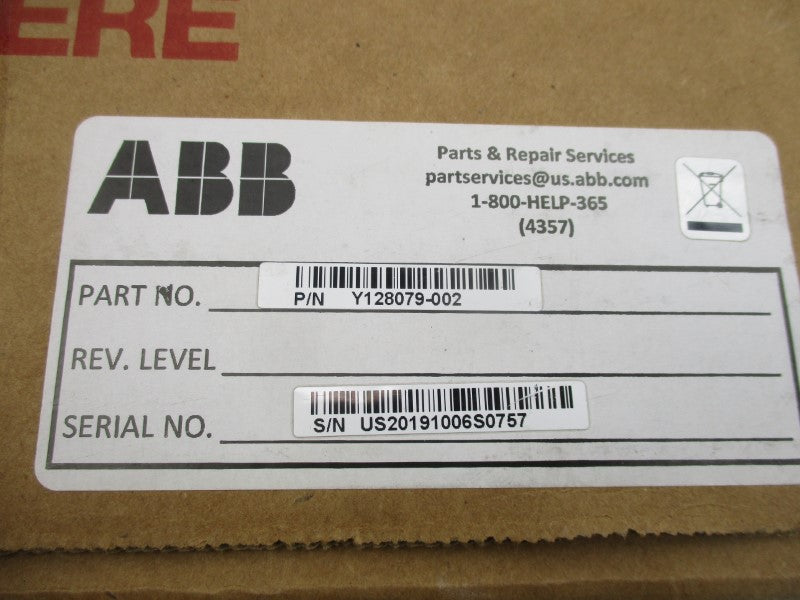 ERE
ABB
Parts & Repair Services
partservices@us.abb.com
1-800-HELP-365
(4357)
PART NO.
P/N Y128079-002
REV. LEVEL
SERIAL NO.
S/N US20191006S0757